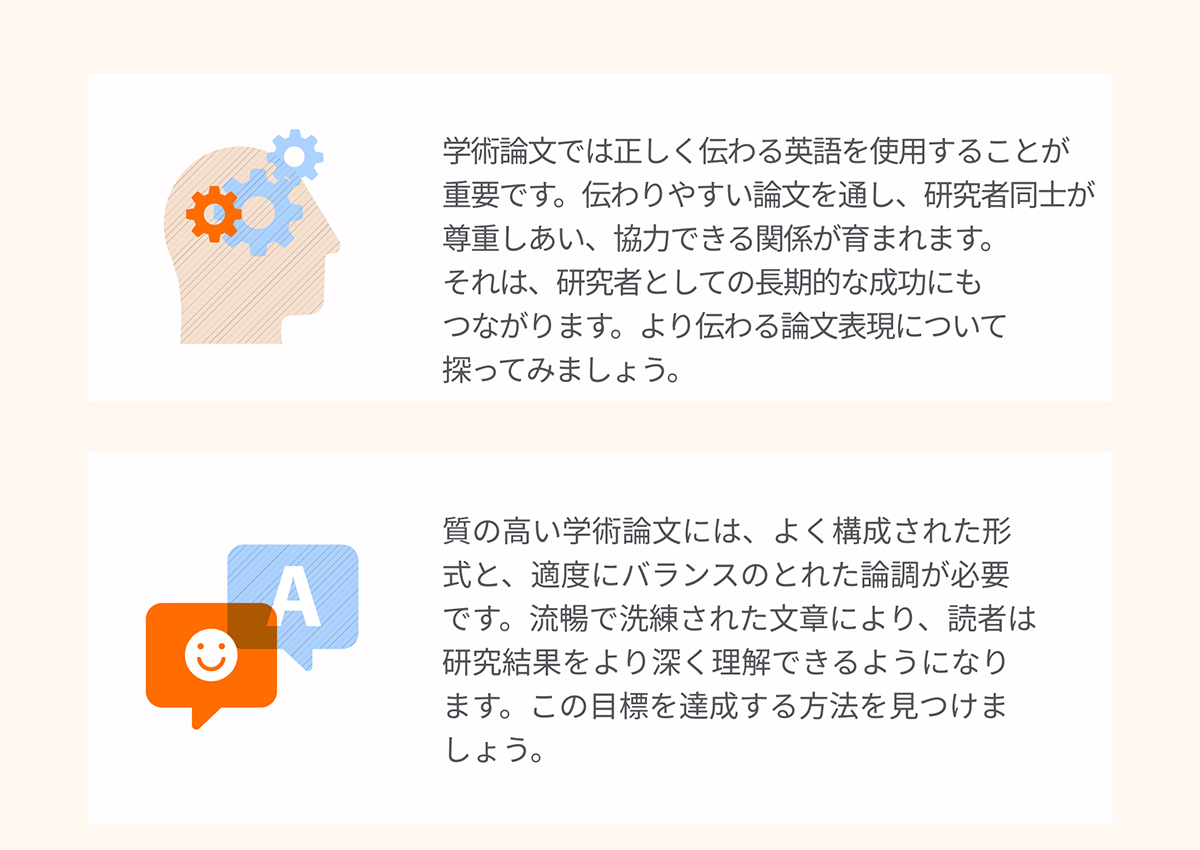 学術論文では正しく伝わる英語を使用することが
重要です。伝わりやすい論文を通し、研究者同士が
尊重しあい、協力できる関係が育まれます。
それは、研究者としての長期的な成功にも
つながります。より伝わる論文表現について
探ってみましょう。
A
質の高い学術論文には、よく構成された形
式と、適度にバランスのとれた論調が必要
です。流暢で洗練された文章により、読者は
研究結果をより深く理解できるようになり
ます。この目標を達成する方法を見つけま
しょう。